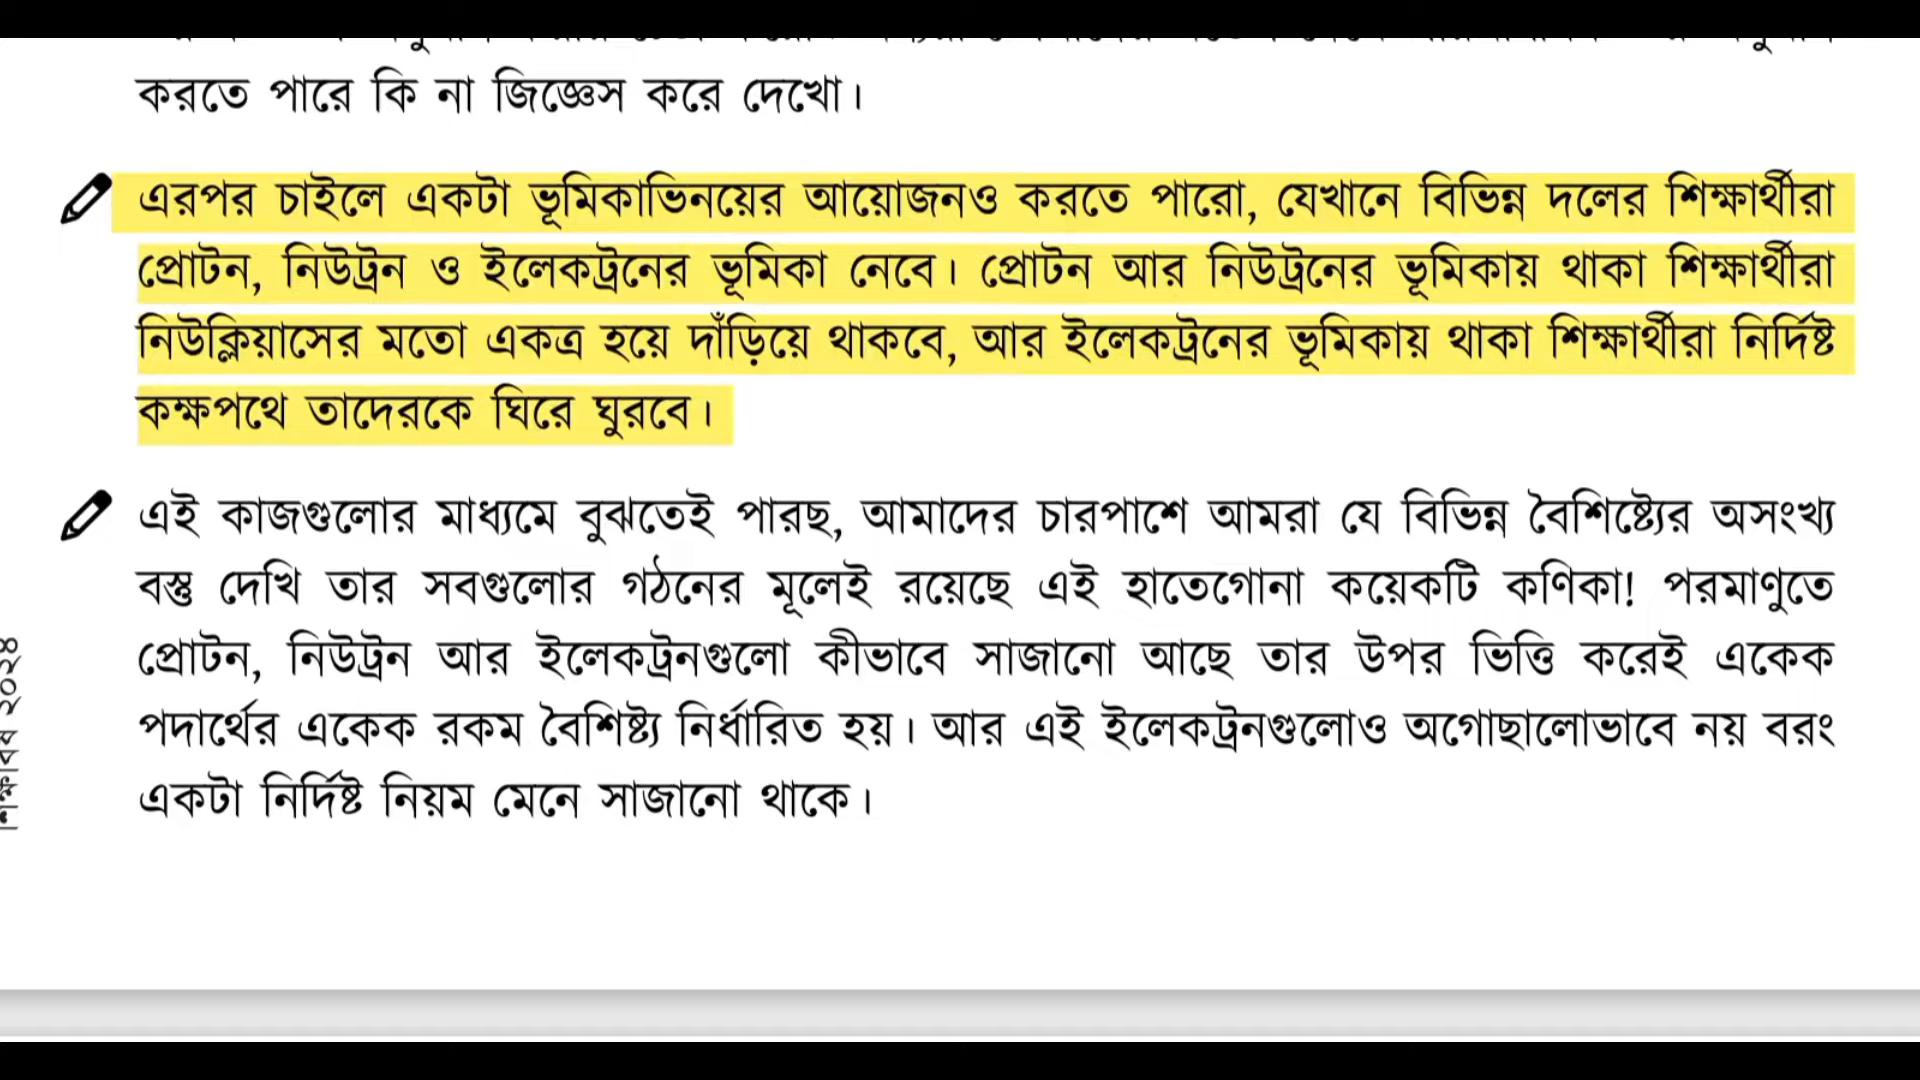 করতে পারে কি না জিজ্ঞেস করে দেখো।
এরপর চাইলে একটা ভূমিকাভিনয়ের আয়োজনও করতে পারো, যেখানে বিভিন্ন দলের শিক্ষার্থীরা
প্রোটন, নিউট্রন ও ইলেকট্রনের ভূমিকা নেবে। প্রোটন আর নিউট্রনের ভূমিকায় থাকা শিক্ষার্থীরা
নিউক্লিয়াসের মতো একত্র হয়ে দাঁড়িয়ে থাকবে, আর ইলেকট্রনের ভূমিকায় থাকা শিক্ষার্থীরা নির্দিষ্ট
কক্ষপথে তাদেরকে ঘিরে ঘুরবে।
এই কাজগুলোর মাধ্যমে বুঝতেই পারছ, আমাদের চারপাশে আমরা যে বিভিন্ন বৈশিষ্ট্যের অসংখ্য
বস্তু দেখি তার সবগুলোর গঠনের মূলেই রয়েছে এই হাতেগোনা কয়েকটি কণিকা! পরমাণুতে
প্রোটন, নিউট্রন আর ইলেকট্রনগুলো কীভাবে সাজানো আছে তার উপর ভিত্তি করেই একেক
পদার্থের একেক রকম বৈশিষ্ট্য নির্ধারিত হয়। আর এই ইলেকট্রনগুলোও অগোছালোভাবে নয় বরং
একটা নির্দিষ্ট নিয়ম মেনে সাজানো থাকে।
শিক্ষাবর্ষ ২০২৪